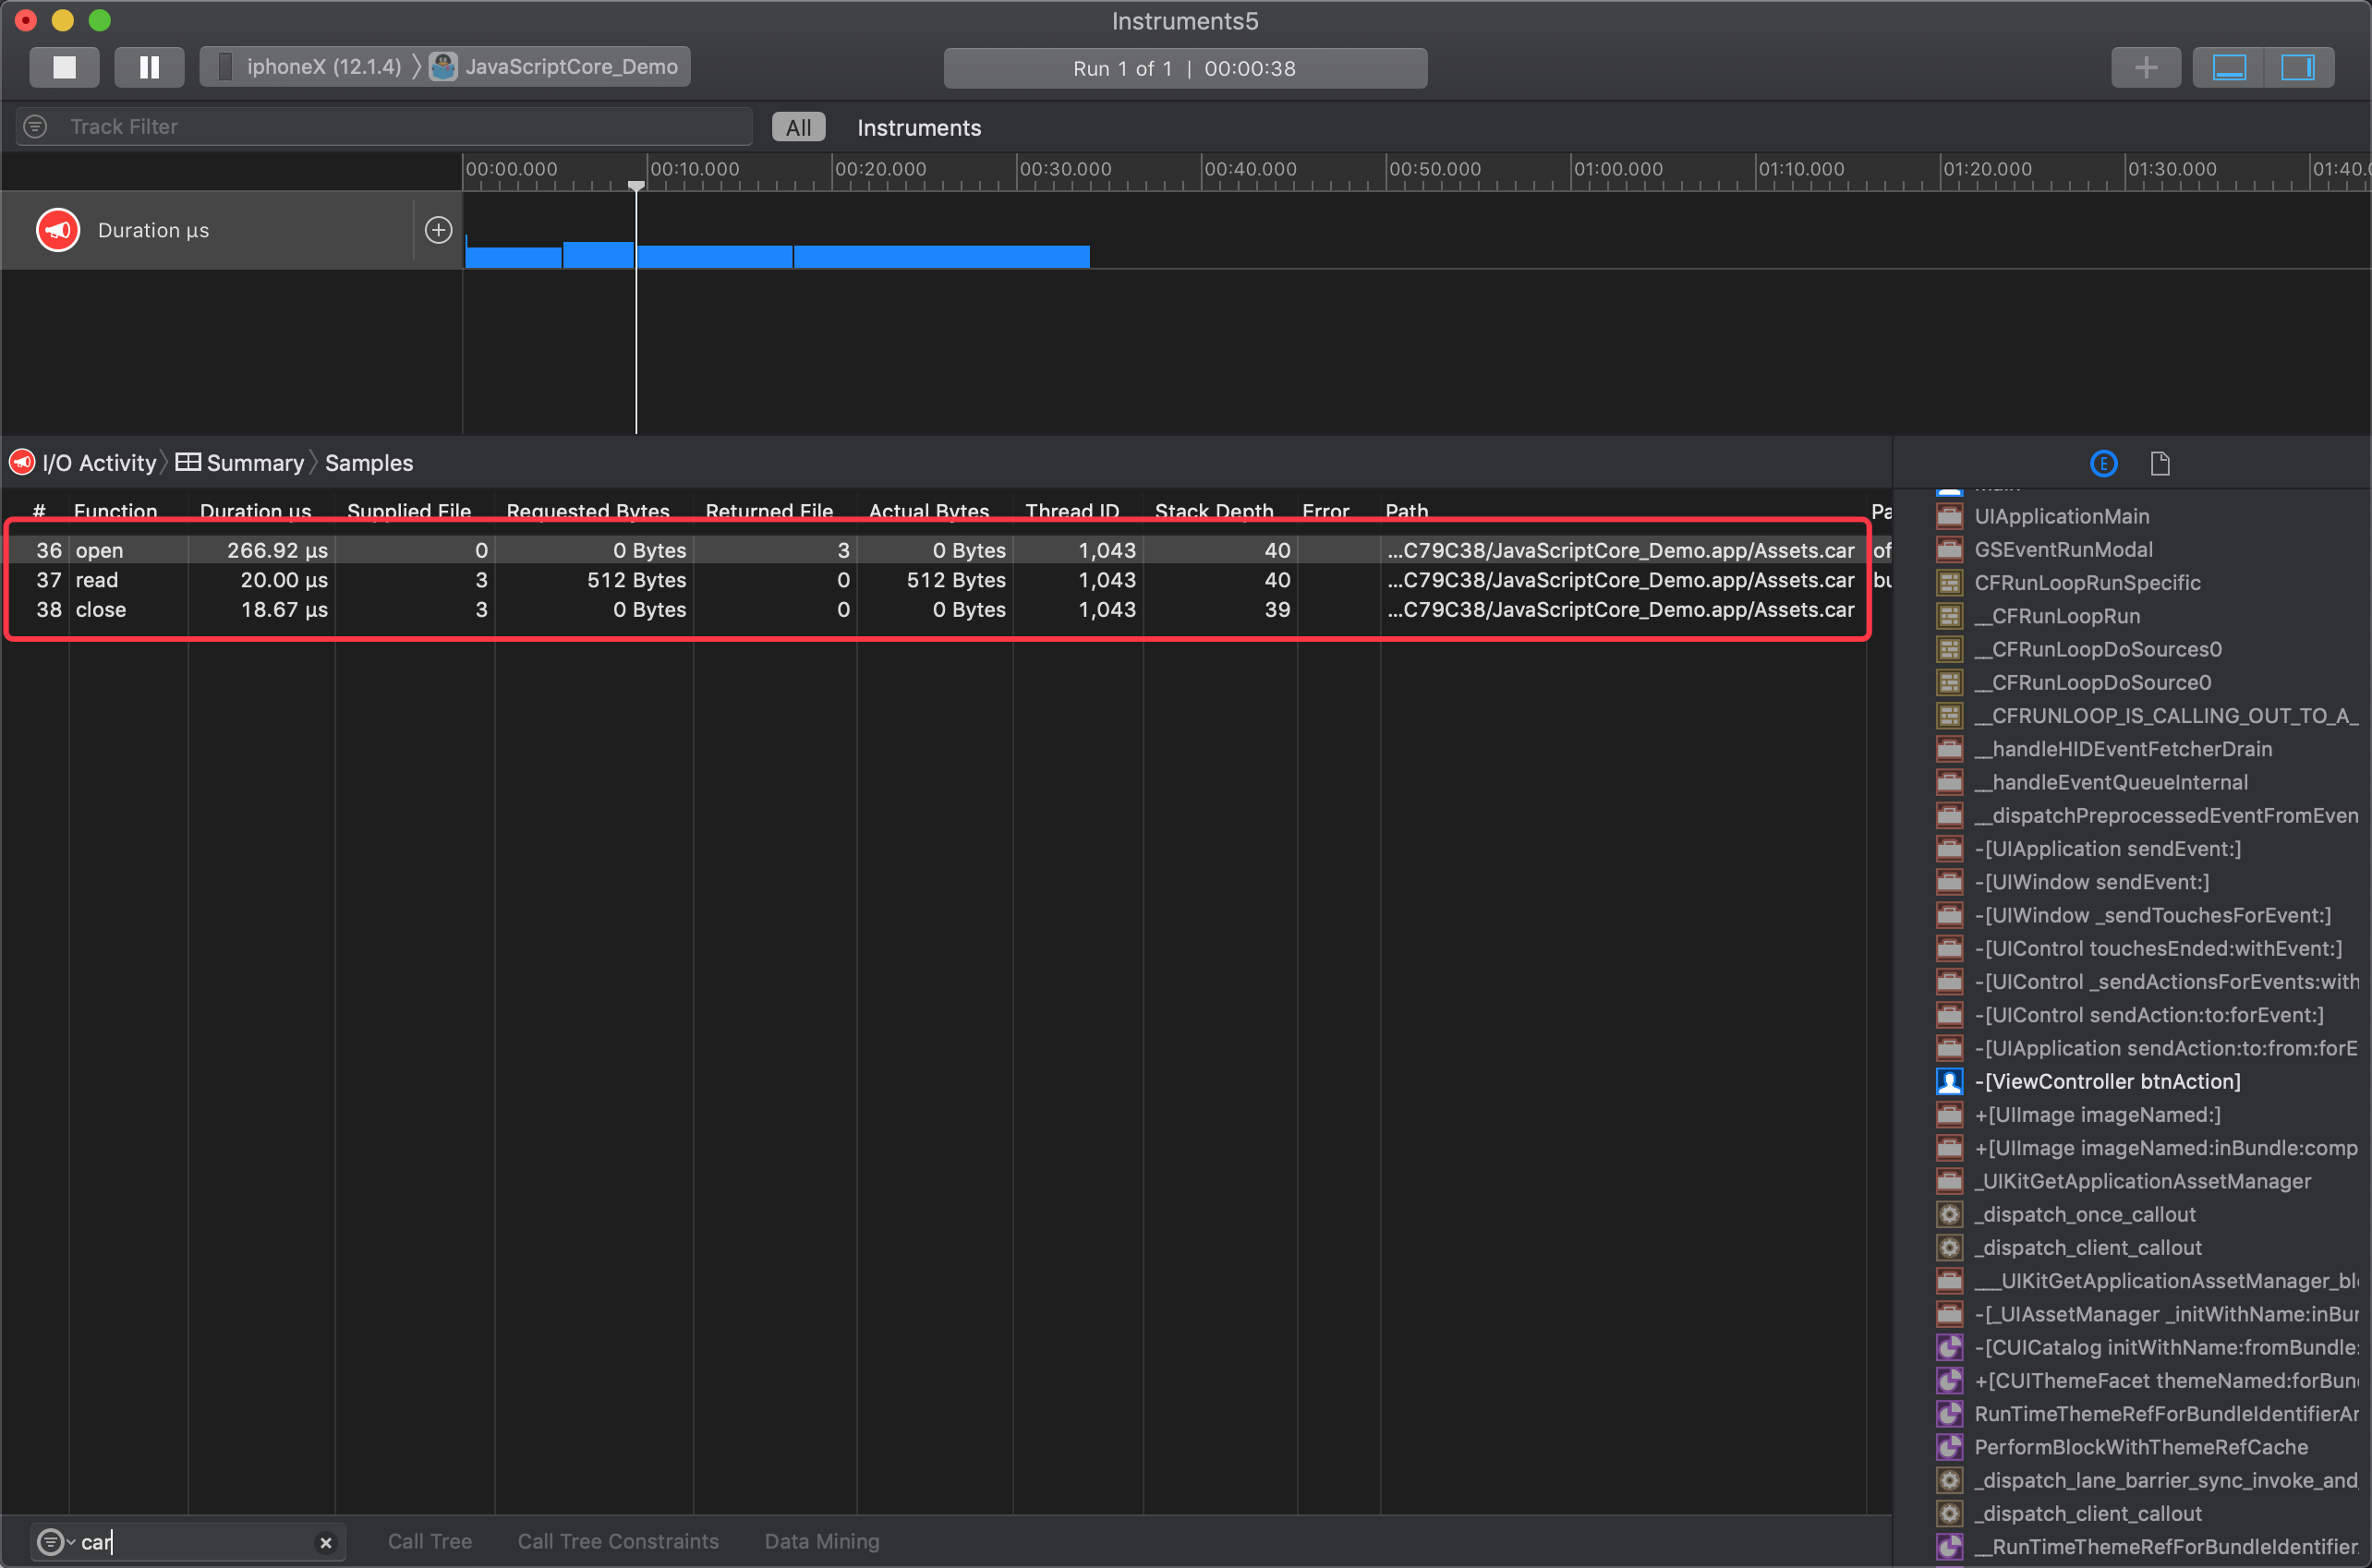 Instruments5
iphoneX (12.1.4) 〉 JavaScriptCore_Demo
Run 1 of 1 | 00:00:38
Track Filter
All Instruments
00:00.000 00:10.000 00:20.000 00:30.000 00:40.000 00:50.000 01:00.000 01:10.000 01:20.000 01:30.000 01:40.
Duration µs
I/O Activity 〉 Summary 〉 Samples
# Function Duration µs Supplied File Requested Bytes Returned File Actual Bytes Thread ID Stack Depth Error Path Pa
36 open 266.92 µs 0 0 Bytes 3 0 Bytes 1,043 40 ...C79C38/JavaScriptCore_Demo.app/Assets.car of
37 read 20.00 µs 3 512 Bytes 0 512 Bytes 1,043 40 ...C79C38/JavaScriptCore_Demo.app/Assets.car bu
38 close 18.67 µs 3 0 Bytes 0 0 Bytes 1,043 39 ...C79C38/JavaScriptCore_Demo.app/Assets.car
E
UIApplicationMain
GSEventRunModal
CFRunLoopRunSpecific
__CFRunLoopRun
__CFRunLoopDoSources0
__CFRunLoopDoSource0
__CFRUNLOOP_IS_CALLING_OUT_TO_A_
__handleHIDEventFetcherDrain
__handleEventQueueInternal
__dispatchPreprocessedEventFromEven
-[UIApplication sendEvent:]
-[UIWindow sendEvent:]
-[UIWindow _sendTouchesForEvent:]
-[UIControl touchesEnded:withEvent:]
-[UIControl _sendActionsForEvents:with
-[UIControl sendAction:to:forEvent:]
-[UIApplication sendAction:to:from:forE
-[ViewController btnAction]
+[UIImage imageNamed:]
+[UIImage imageNamed:inBundle:comp
_UIKitGetApplicationAssetManager
_dispatch_once_callout
_dispatch_client_callout
___UIKitGetApplicationAssetManager_blo
-[_UIAssetManager _initWithName:inBun
-[CUICatalog initWithName:fromBundle:
+[CUIThemeFacet themeNamed:forBund
RunTimeThemeRefForBundleIdentifierAn
PerformBlockWithThemeRefCache
_dispatch_lane_barrier_sync_invoke_and_
_dispatch_client_callout
__RunTimeThemeRefForBundleIdentifier
car Call Tree Call Tree Constraints Data Mining